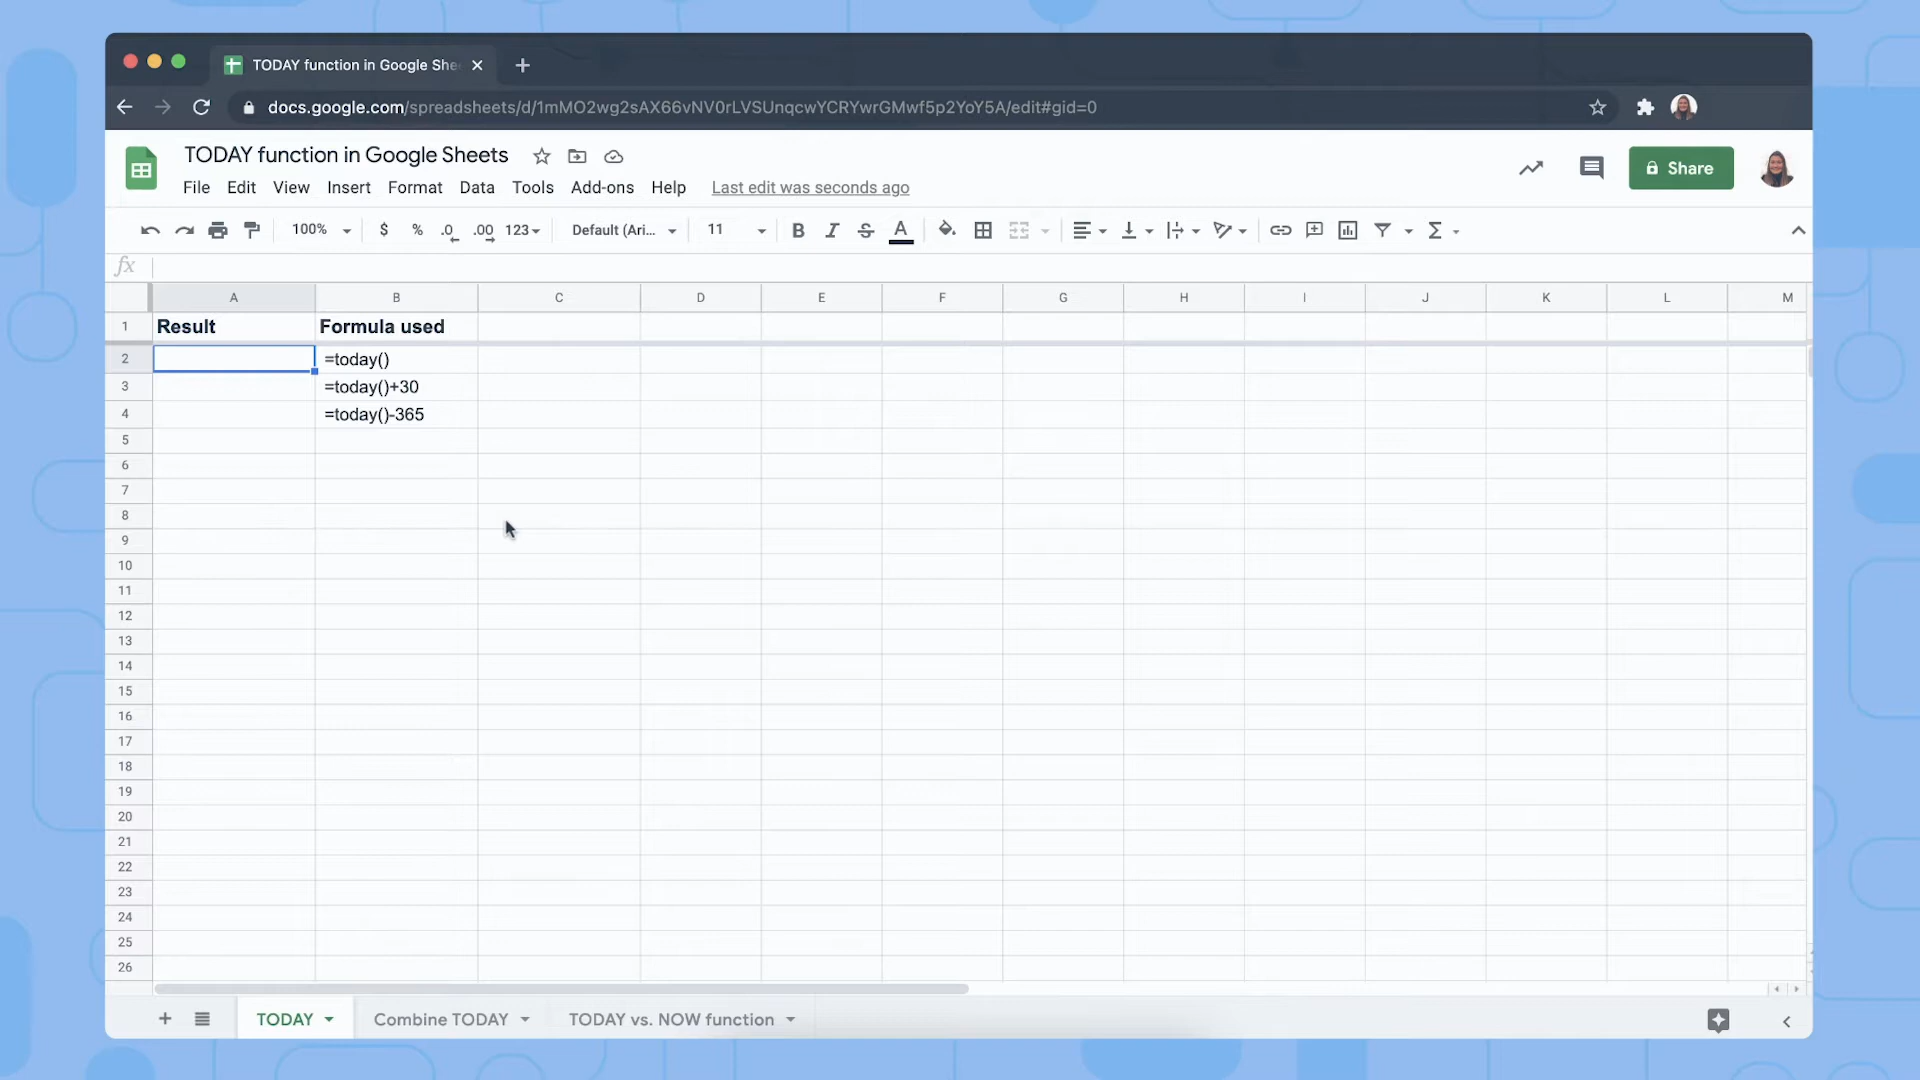 TODAY function in Google She
docs.google.com/spreadsheets/d/1mMO2wg2sAX66vNV0rLVSUnqcwYCRYwrGMwf5p2YoY5A/edit#gid=0
TODAY function in Google Sheets
File Edit View Insert Format Data Tools Add-ons Help Last edit was seconds ago
Share
100% $ % .0 .00 123 Default (Ari... 11 B I S A
fx
A B C D E F G H I J K L M
1 Result Formula used
2 =today()
3 =today()+30
4 =today()-365
5
6
7
8
9
10
11
12
13
14
15
16
17
18
19
20
21
22
23
24
25
26
TODAY Combine TODAY TODAY vs. NOW function